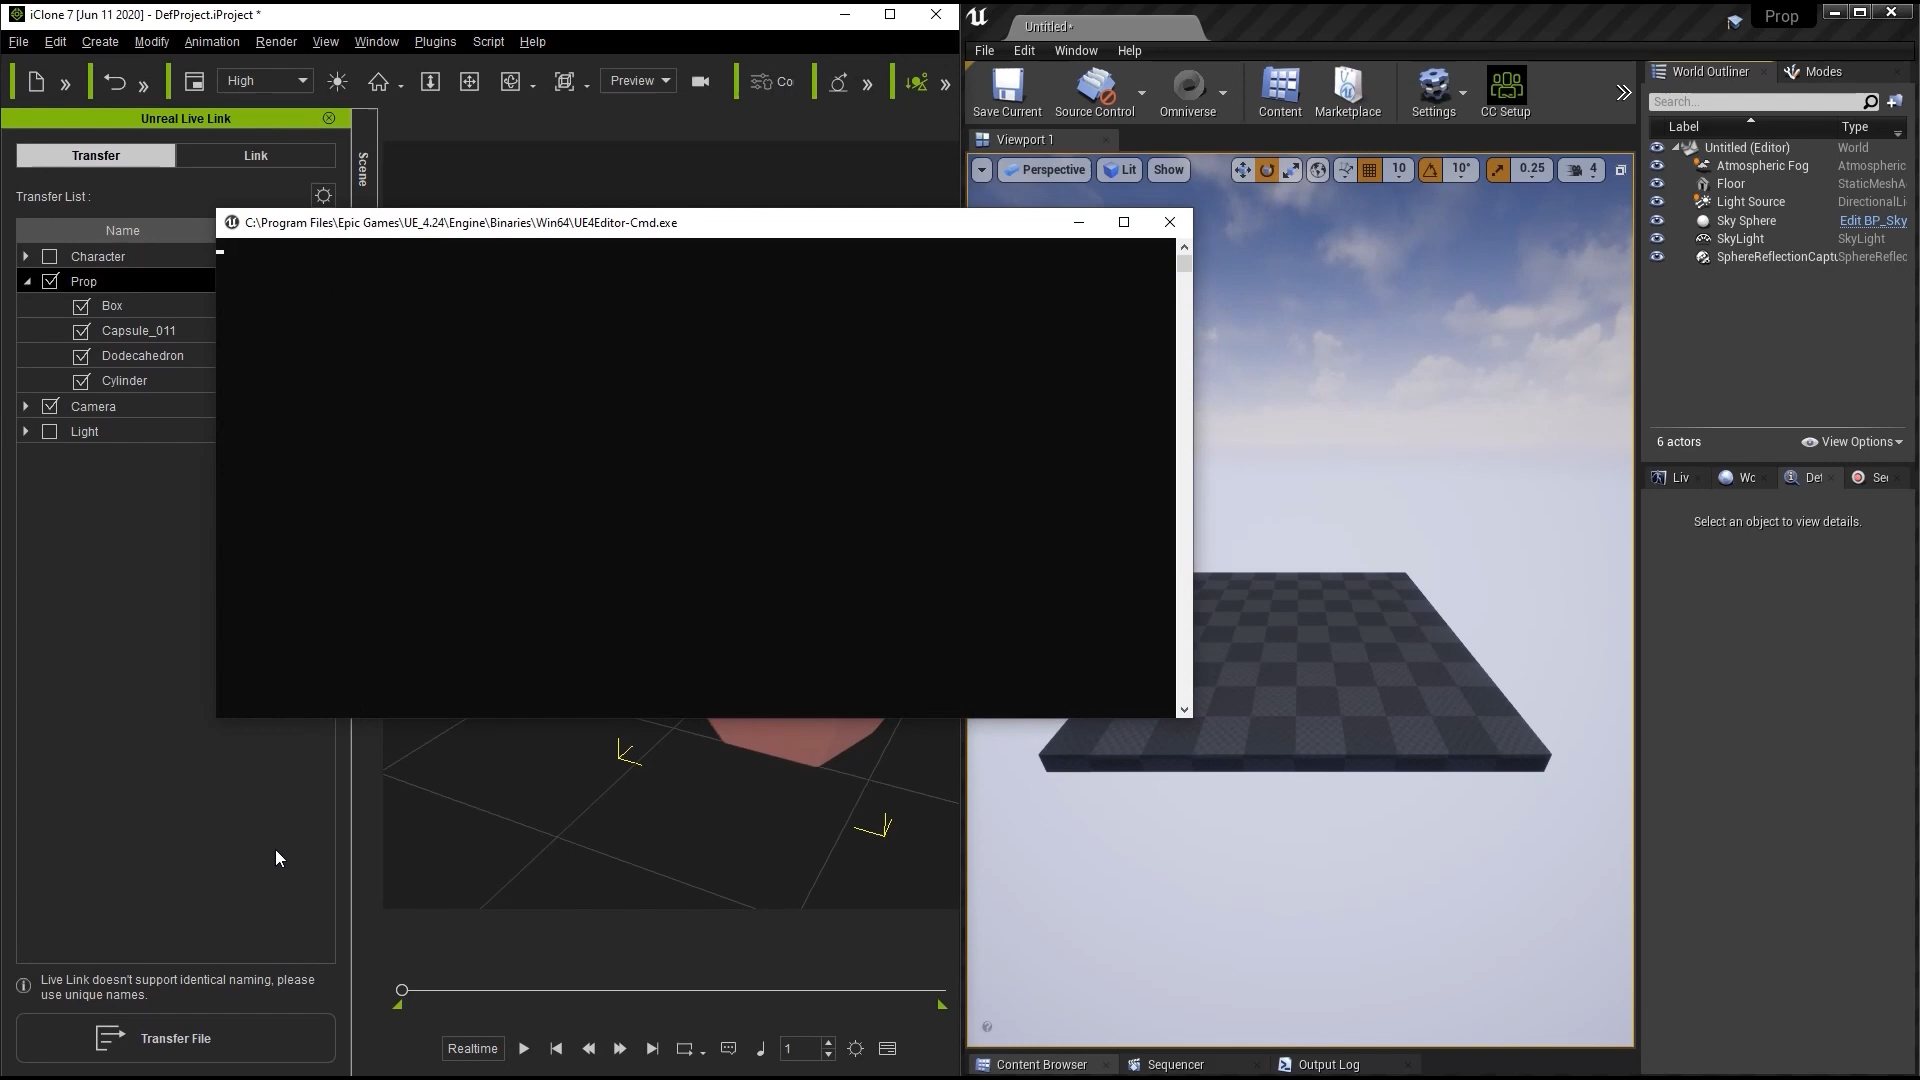 iClone 7 [Jun 11 2020] - DefProject.iProject *
File Edit Create Modify Animation Render View Window Plugins Script Help
High Preview Co
Unreal Live Link
Transfer Link
Transfer List :
Name
Character
Prop
Box
Capsule_011
Dodecahedron
Cylinder
Camera
Light
Live Link doesn't support identical naming, please
use unique names.
Transfer File
Scene
C:\Program Files\Epic Games\UE_4.24\Engine\Binaries\Win64\UE4Editor-Cmd.exe
Realtime 1
Untitled*
Prop
File Edit Window Help
Save Current Source Control Omniverse Content Marketplace Settings CC Setup
Viewport 1
Perspective Lit Show 10 10° 0.25 4
World Outliner Modes
Search...
Label Type
Untitled (Editor) World
Atmospheric Fog Atmospheric
Floor StaticMeshA
Light Source DirectionalLi
Sky Sphere Edit BP_Sky
SkyLight SkyLight
SphereReflectionCaptu SphereReflec
6 actors View Options
Liv Wo Det Sec
Select an object to view details.
Content Browser Sequencer Output Log